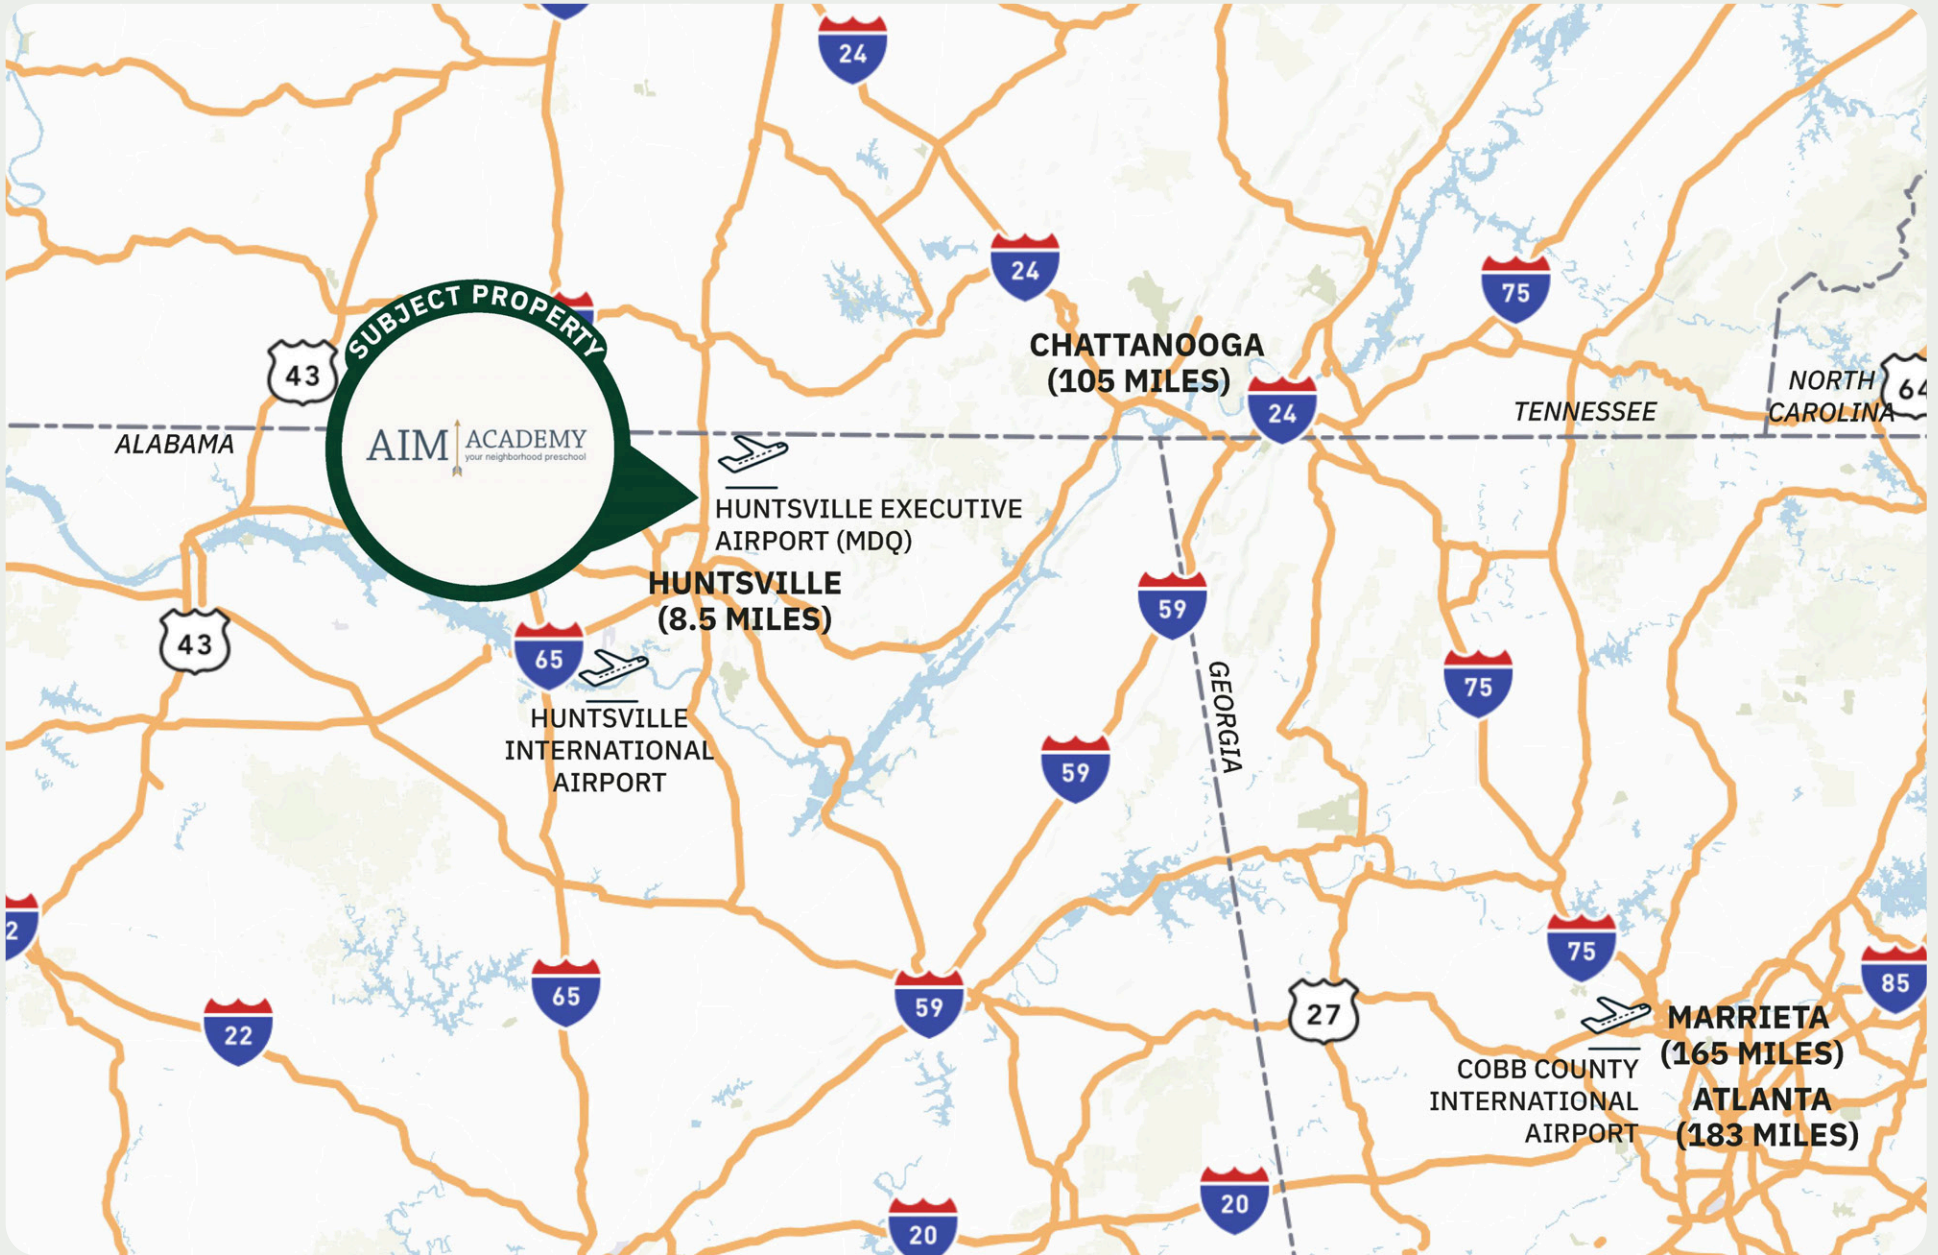 24
24
75
SUBJECT PROPERTY
CHATTANOOGA
(105 MILES)
43
NORTH
CAROLINA
64
24
TENNESSEE
ALABAMA
AIM ACADEMY
your neighborhood preschool
HUNTSVILLE EXECUTIVE
AIRPORT (MDQ)
HUNTSVILLE
(8.5 MILES)
59
43
65
GEORGIA
75
HUNTSVILLE
INTERNATIONAL
AIRPORT
59
2
75
85
65
59
22
27
MARRIETA
(165 MILES)
COBB COUNTY
INTERNATIONAL
AIRPORT
ATLANTA
(183 MILES)
20
20